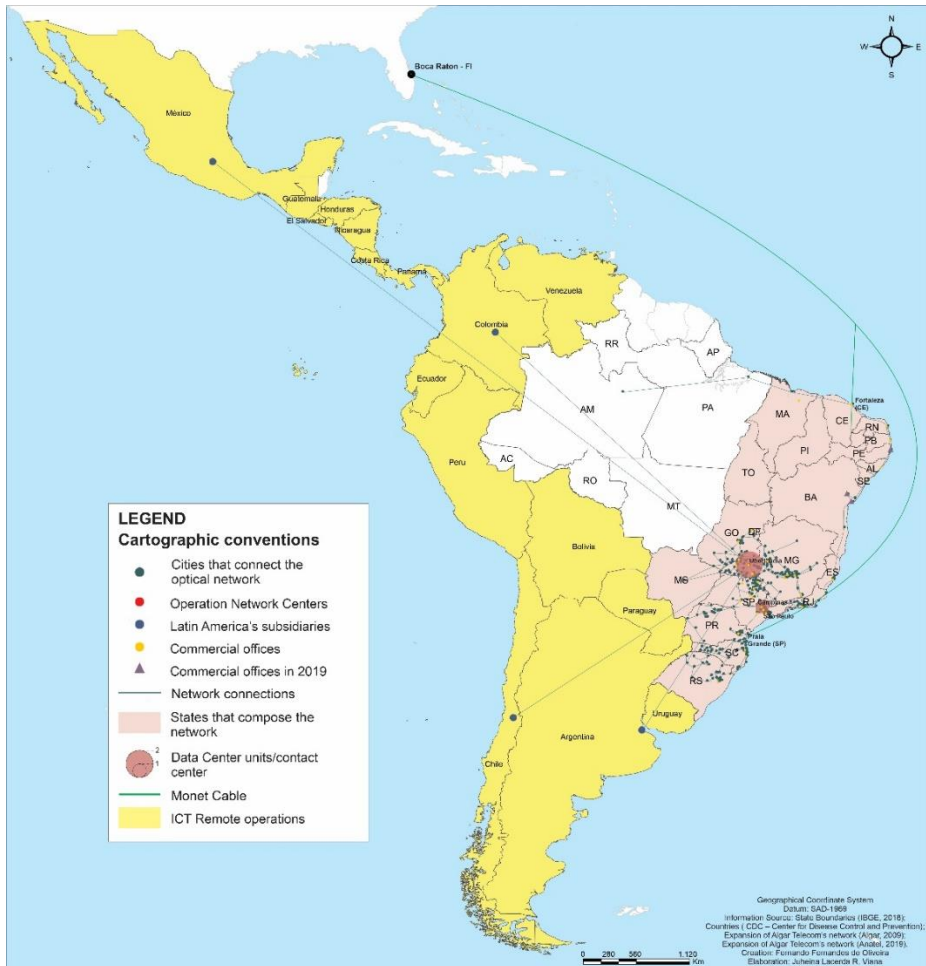 N
W
E
S
Boca Raton - Fl
México
Guatemala
Honduras
El Salvador
Nicaragua
Costa Rica
Panamá
Venezuela
Colombia
RR
AP
Ecuador
AM
PA
MA
CE
Fortaleza
(CE)
RN
PB
PE
AL
SE
PI
TO
BA
AC
RO
MT
Peru
GO
DF
MG
ES
Bolivia
MS
SP
RJ
Paraguay
PR
Praia
Grande (SP)
SC
RS
Uruguay
Argentina
Chile
LEGEND
Cartographic conventions
Cities that connect the
optical network
Operation Network Centers
Latin America's subsidiaries
Commercial offices
Commercial offices in 2019
Network connections
States that compose the
network
2
1
Data Center units/contact
center
Monet Cable
ICT Remote operations
Geographical Coordinate System
Datum: SAD-1969
Information Source: State Boundaries (IBGE, 2018);
Countries ( CDC – Center for Disease Control and Prevention);
Expansion of Algar Telecom's network (Algar, 2009);
Expansion of Algar Telecom's network (Anatel, 2019).
Creation: Fernando Fernandes de Oliveira
Elaboration: Juheina Lacerda R. Viana
0 280 560 1.120
Km